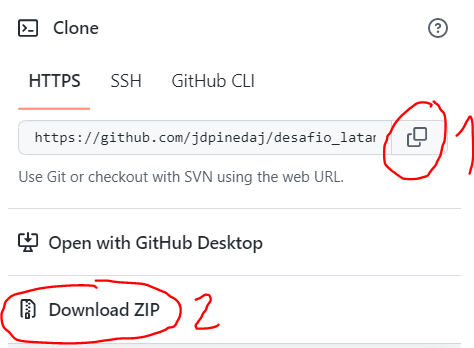 Clone
HTTPS SSH GitHub CLI
https://github.com/jdpinedaj/desafio_latam
1
Use Git or checkout with SVN using the web URL.
Open with GitHub Desktop
Download ZIP 2